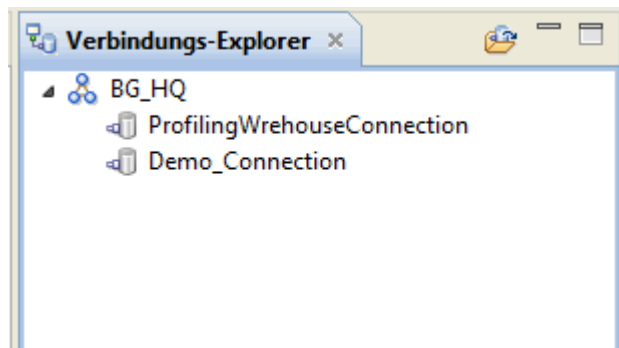 Verbindungs-Explorer
BG_HQ
ProfilingWrehouseConnection
Demo_Connection